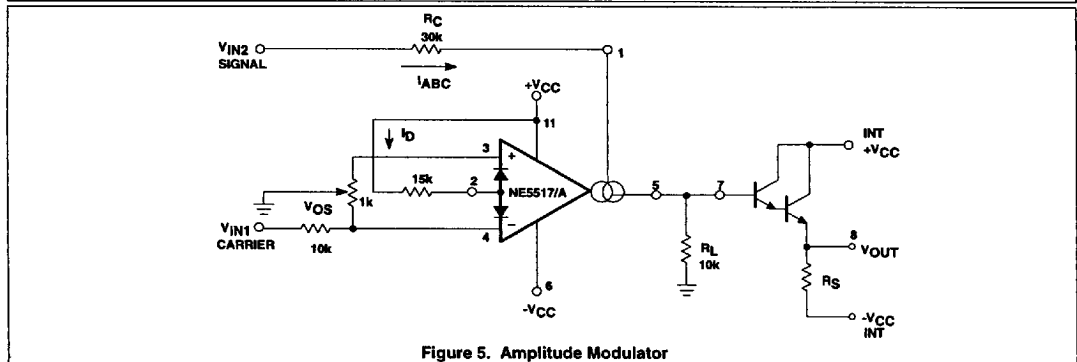 RC
30k
VIN2
SIGNAL
1
IABC
+VCC
11
ID
INT
+VCC
3
+
15k
2
NE5517/A
5
7
VOS
1k
–
VIN1
CARRIER
10k
4
RL
10k
8
VOUT
RS
6
-VCC
-VCC
INT
Figure 5. Amplitude Modulator